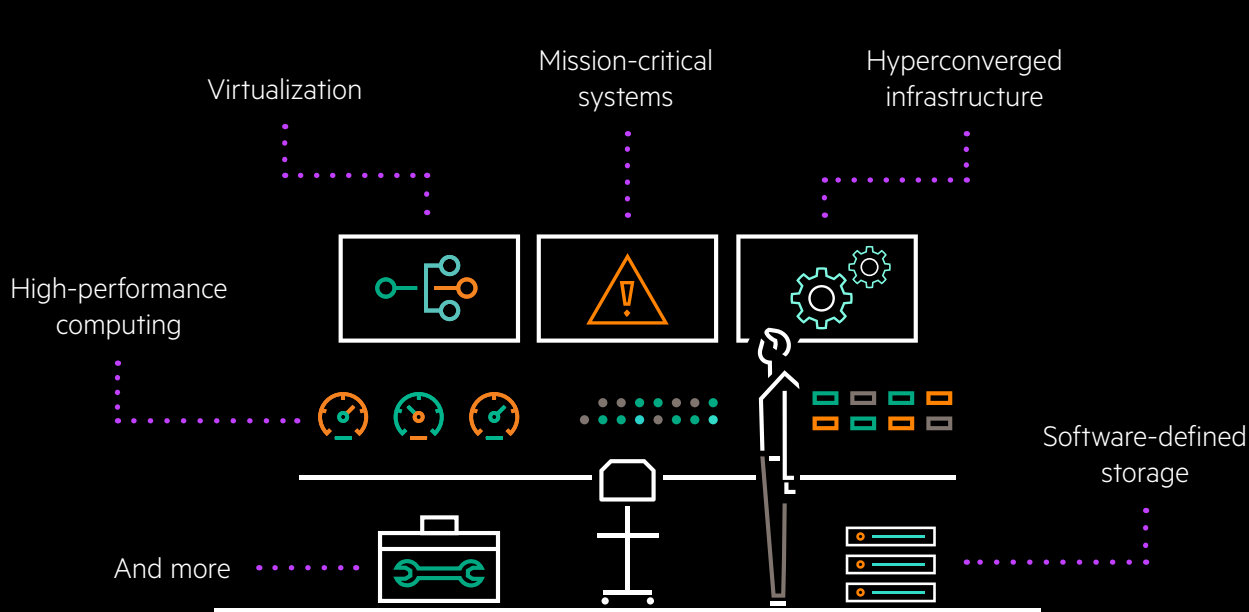 Virtualization
Mission-critical
systems
Hyperconverged
infrastructure
High-performance
computing
Software-defined
storage
And more